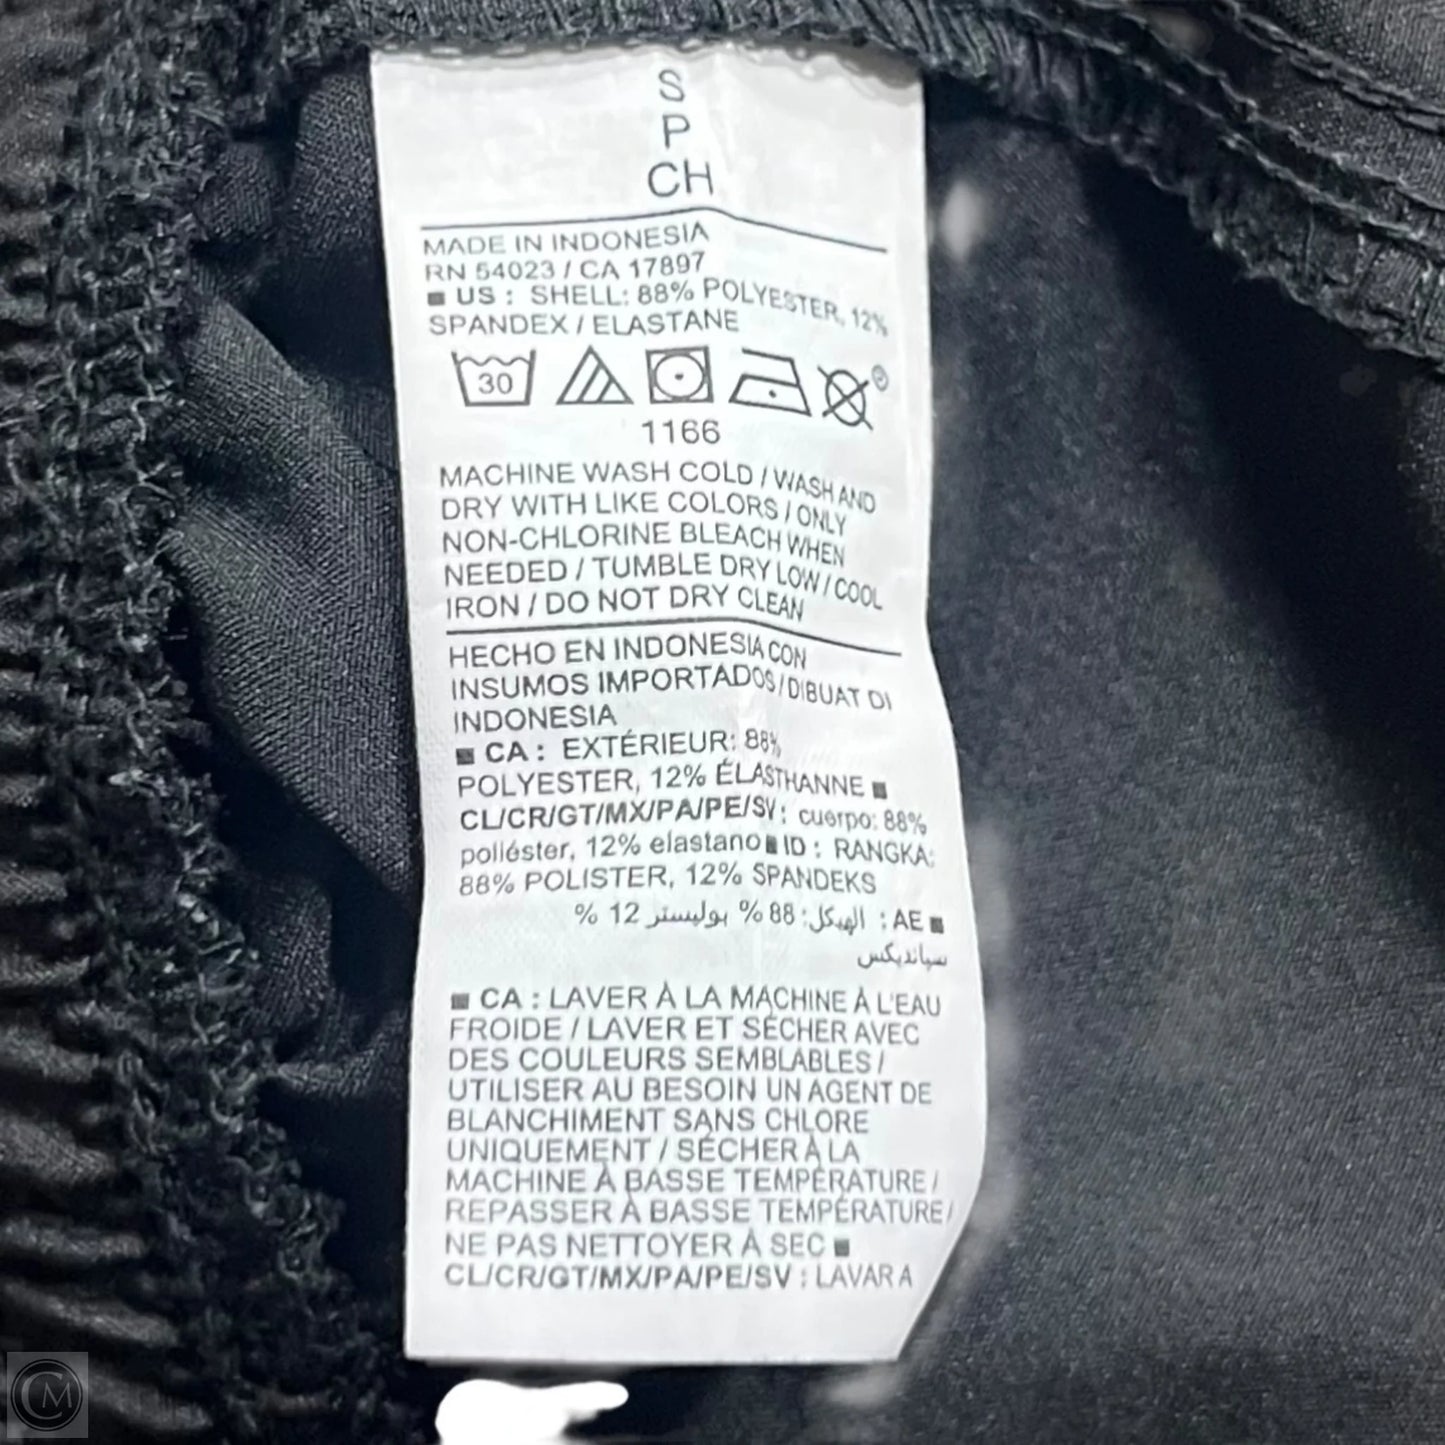 S
P
CH
MADE IN INDONESIA
RN 54023 / CA 17897
■ US : SHELL: 88% POLYESTER, 12%
SPANDEX / ELASTANE
30
P
1166
MACHINE WASH COLD / WASH AND
DRY WITH LIKE COLORS / ONLY
NON-CHLORINE BLEACH WHEN
NEEDED / TUMBLE DRY LOW / COOL
IRON / DO NOT DRY CLEAN
HECHO EN INDONESIA CON
INSUMOS IMPORTADOS / DIBUAT DI
INDONESIA
■ CA : EXTÉRIEUR: 88%
POLYESTER, 12% ÉLASTHANNE ■
CL/CR/GT/MX/PA/PE/SV: cuerpo: 88%
poliéster, 12% elastano ■ ID : RANGKA:
88% POLISTER, 12% SPANDEKS
■ AE : الهيكل: 88 % بوليستر 12 %
سباندیکس
■ CA : LAVER À LA MACHINE À L'EAU
FROIDE / LAVER ET SÉCHER AVEC
DES COULEURS SEMBLABLES /
UTILISER AU BESOIN UN AGENT DE
BLANCHIMENT SANS CHLORE
UNIQUEMENT / SÉCHER À LA
MACHINE À BASSE TEMPÉRATURE /
REPASSER À BASSE TEMPÉRATURE /
NE PAS NETTOYER À SEC ■
CL/CR/GT/MX/PA/PE/SV : LAVAR A
CM